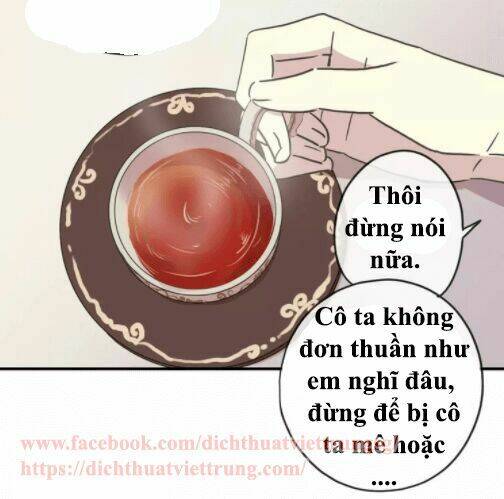 Thôi
đừng nói
nữa.
Cô ta không
đơn thuần như
em nghĩ đâu,
đừng để bị cô
ta mê hoặc
....
www.facebook.com/dichthuatviettrung
https://dichthuatviettrung.com/